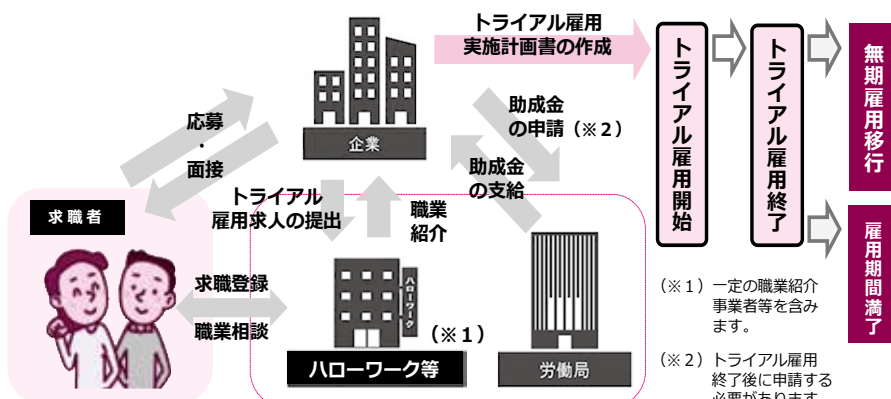 トライアル雇用
実施計画書の作成
トライアル雇用開始
トライアル雇用終了
無期雇用移行
雇用期間満了
企業
助成金
の申請（※２）
助成金
の支給
応募
・
面接
トライアル
雇用求人の提出
職業
紹介
求職者
求職登録
職業相談
ハローワーク
（※１）
ハローワーク等
労働局
（※１）一定の職業紹介
事業者等を含み
ます。
（※２）トライアル雇用
終了後に申請する
必要があります